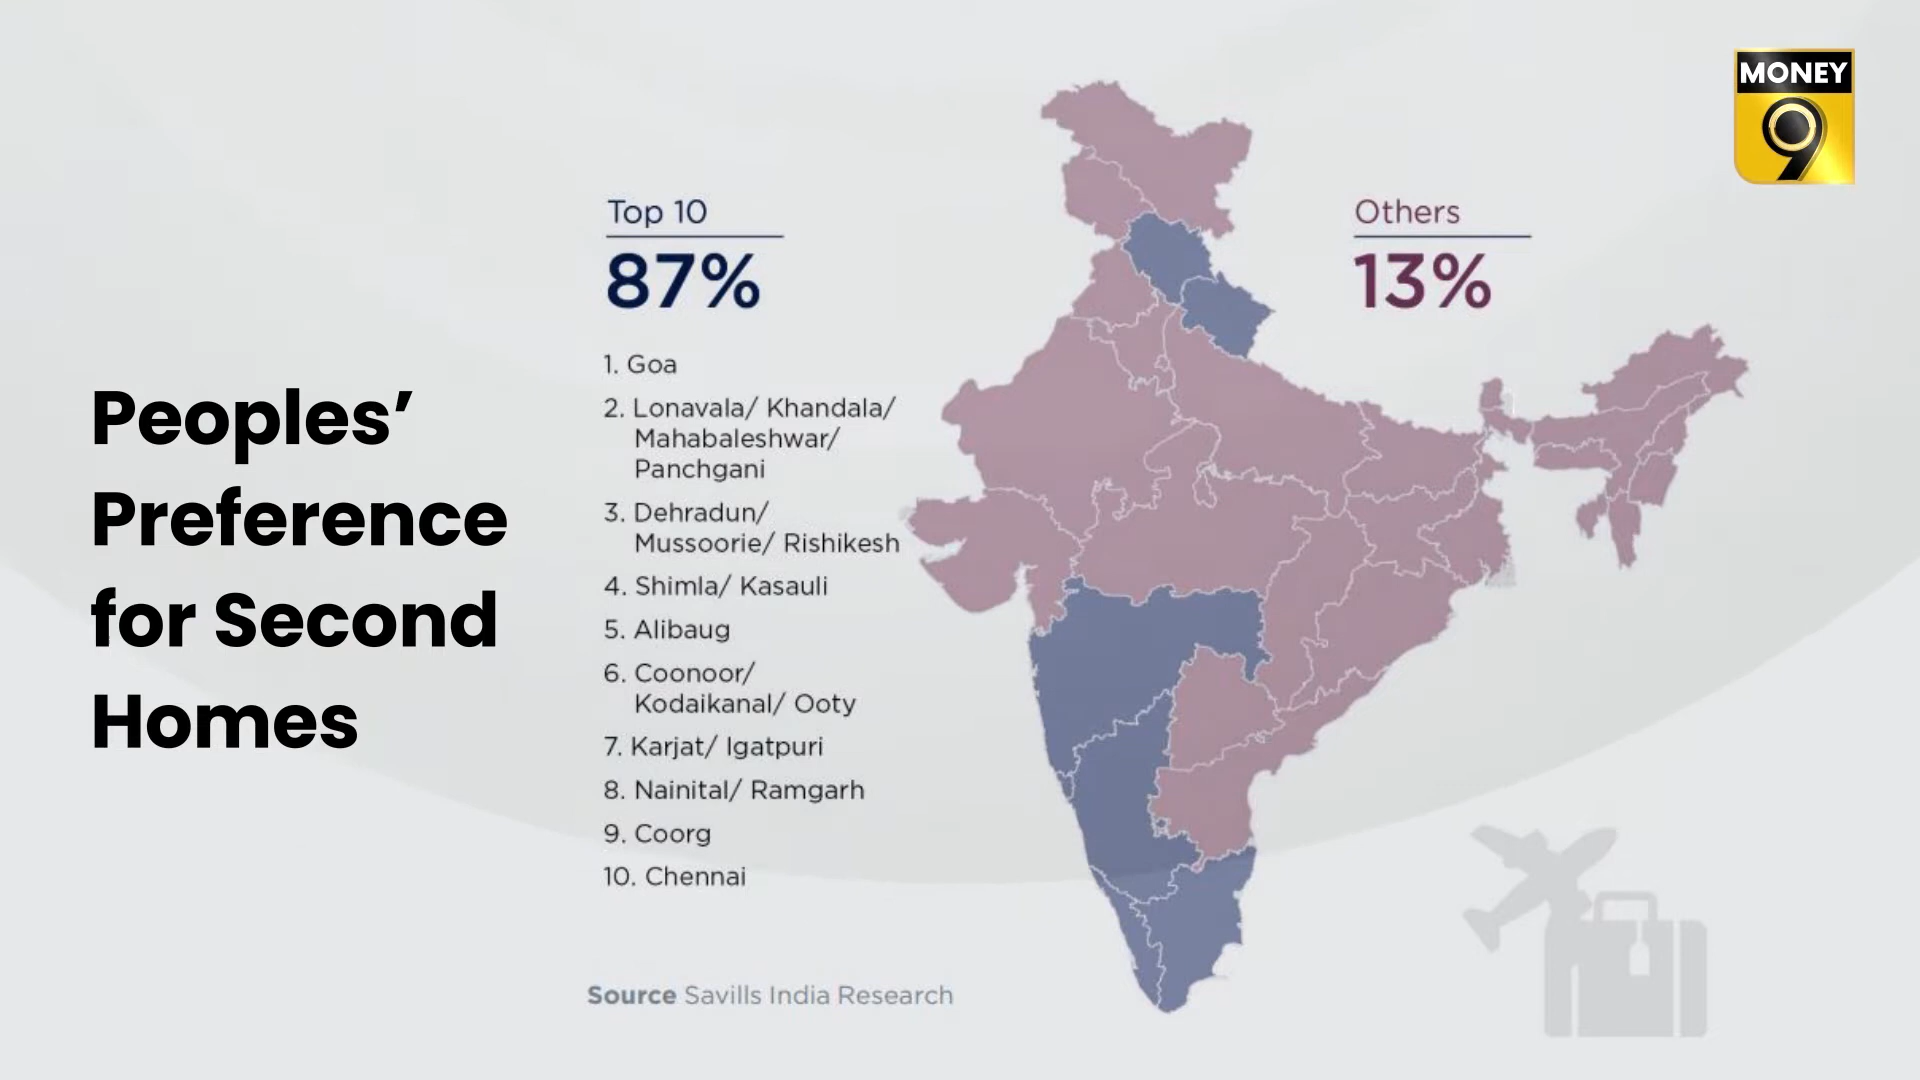 MONEY
9
Peoples’
Preference
for Second
Homes
Top 10
87%
1. Goa
2. Lonavala/ Khandala/
Mahabaleshwar/
Panchgani
3. Dehradun/
Mussoorie/ Rishikesh
4. Shimla/ Kasauli
5. Alibaug
6. Coonoor/
Kodaikanal/ Ooty
7. Karjat/ Igatpuri
8. Nainital/ Ramgarh
9. Coorg
10. Chennai
Others
13%
Source Savills India Research